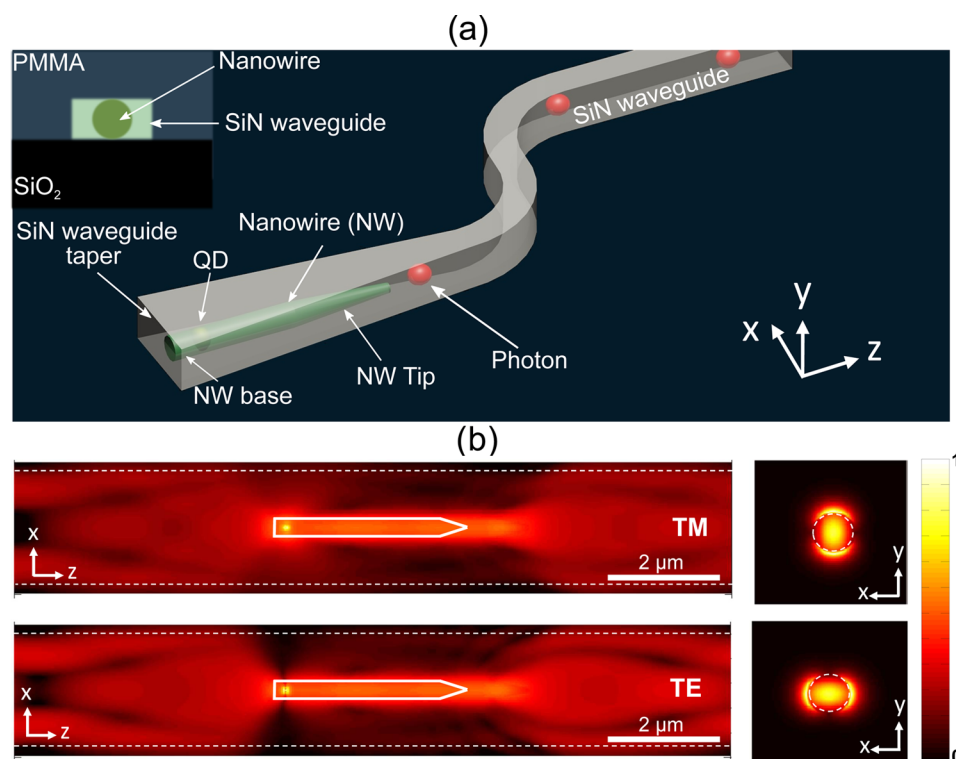 (a)
PMMA
Nanowire
SiN waveguide
SiO₂
SiN waveguide
taper
QD
Nanowire (NW)
NW base
NW Tip
Photon
SiN waveguide
y
x
z
(b)
x
z
TM
2 μm
y
x
1
x
z
TE
2 μm
y
x
0